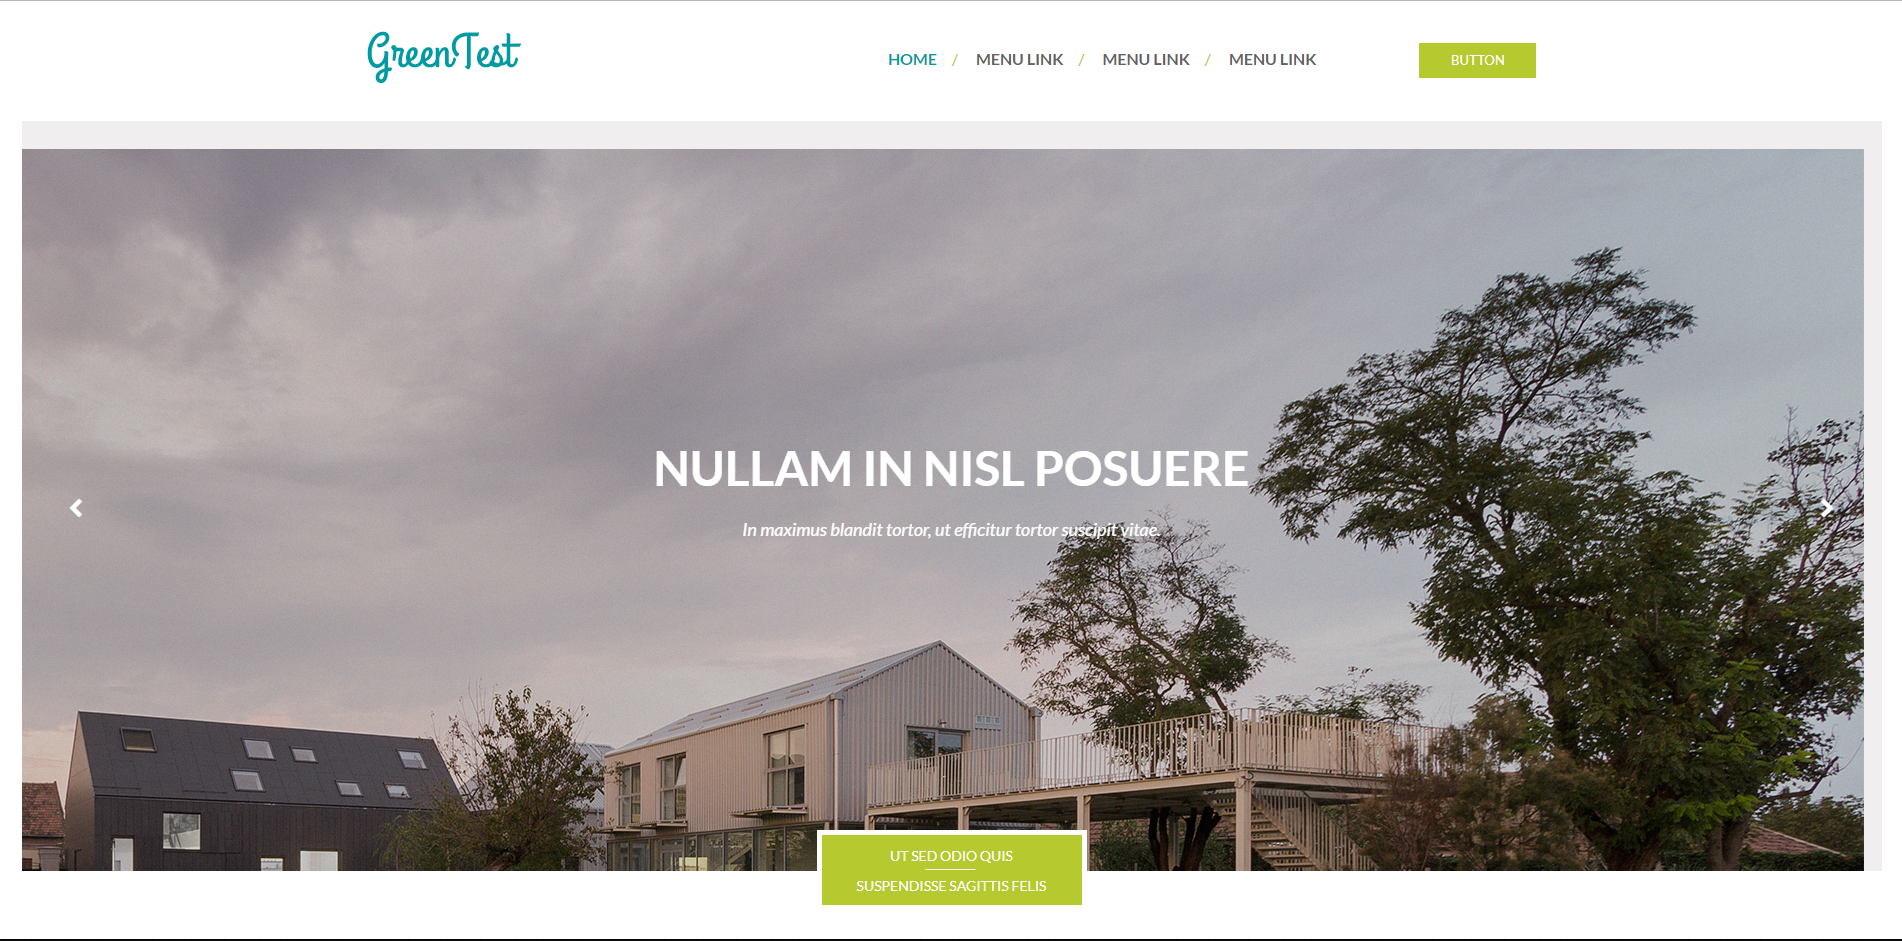 GreenTest
HOME / MENU LINK / MENU LINK / MENU LINK
BUTTON
NULLAM IN NISL POSUERE
In maximus blandit tortor, ut efficitur tortor suscipit vitae.
UT SED ODIO QUIS
SUSPENDISSE SAGITTIS FELIS